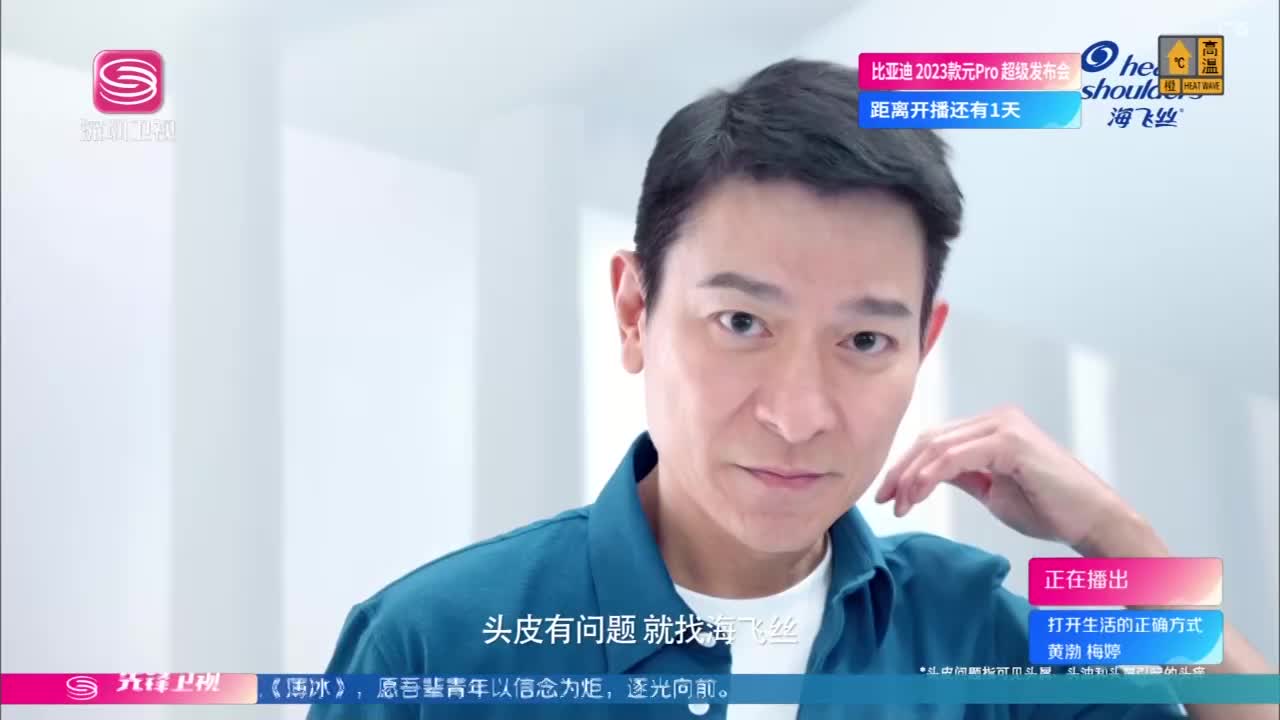 深圳卫视
比亚迪 2023款元Pro 超级发布会
距离开播还有1天
head
shoulders
海飞丝®
℃
高温
橙
HEAT WAVE
头皮有问题 就找海飞丝
正在播出
打开生活的正确方式
黄渤 梅婷
先锋卫视
《薄冰》，愿吾辈青年以信念为炬，逐光向前。